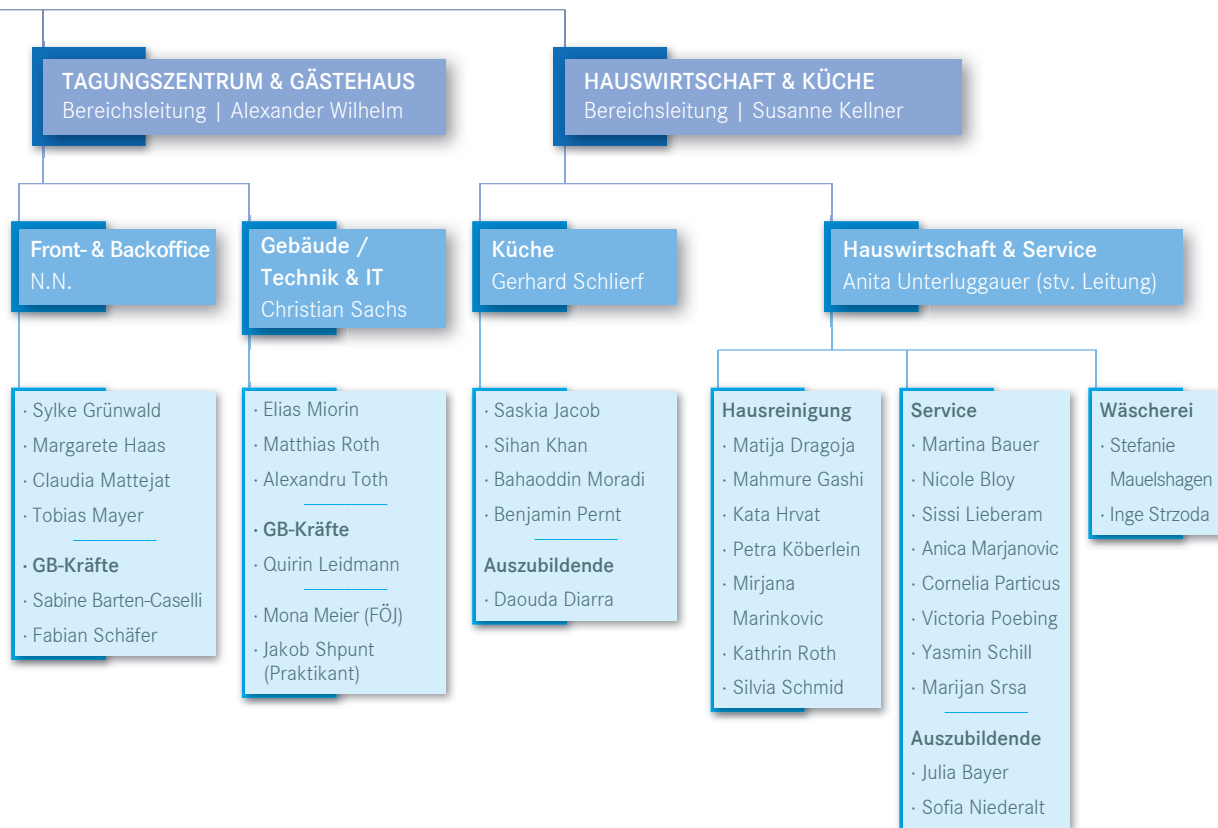 TAGUNGSZENTRUM & GÄSTEHAUS
Bereichsleitung | Alexander Wilhelm
HAUSWIRTSCHAFT & KÜCHE
Bereichsleitung | Susanne Kellner
Front- & Backoffice
N.N.
Gebäude /
Technik & IT
Christian Sachs
Küche
Gerhard Schlierf
Hauswirtschaft & Service
Anita Unterluggauer (stv. Leitung)
· Sylke Grünwald
· Margarete Haas
· Claudia Mattejat
· Tobias Mayer
· GB-Kräfte
· Sabine Barten-Caselli
· Fabian Schäfer
· Elias Miorin
· Matthias Roth
· Alexandru Toth
· GB-Kräfte
· Quirin Leidmann
· Mona Meier (FÖJ)
· Jakob Shpunt
(Praktikant)
· Saskia Jacob
· Sihan Khan
· Bahaoddin Moradi
· Benjamin Pernt
Auszubildende
· Daouda Diarra
Hausreinigung
· Matija Dragoja
· Mahmure Gashi
· Kata Hrvat
· Petra Köberlein
· Mirjana
Marinkovic
· Kathrin Roth
· Silvia Schmid
Service
· Martina Bauer
· Nicole Bloy
· Sissi Lieberam
· Anica Marjanovic
· Cornelia Particus
· Victoria Poebing
· Yasmin Schill
· Marijan Srsa
Auszubildende
· Julia Bayer
· Sofia Niederalt
Wäscherei
· Stefanie
Mauelshagen
· Inge Strzoda